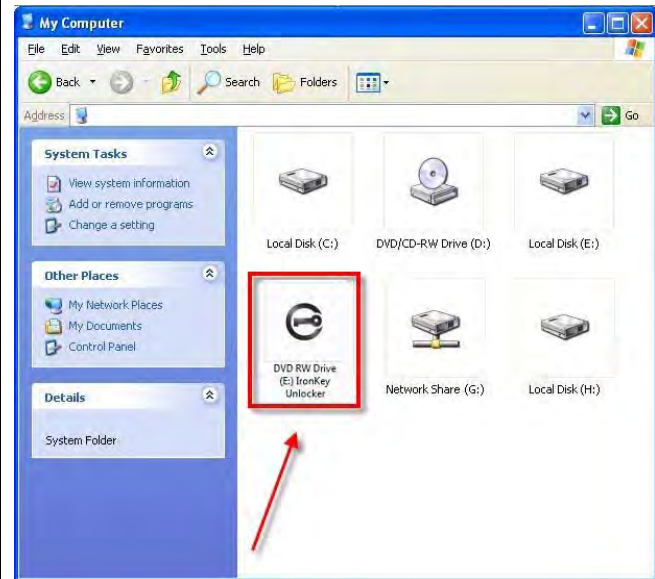 My Computer
File Edit View Favorites Tools Help
Back Search Folders
Address Go
System Tasks
View system information
Add or remove programs
Change a setting
Other Places
My Network Places
My Documents
Control Panel
Details
System Folder
Local Disk (C:) DVD/CD-RW Drive (D:) Local Disk (E:)
DVD RW Drive
(E:) IronKey
Unlocker
Network Share (G:) Local Disk (H:)